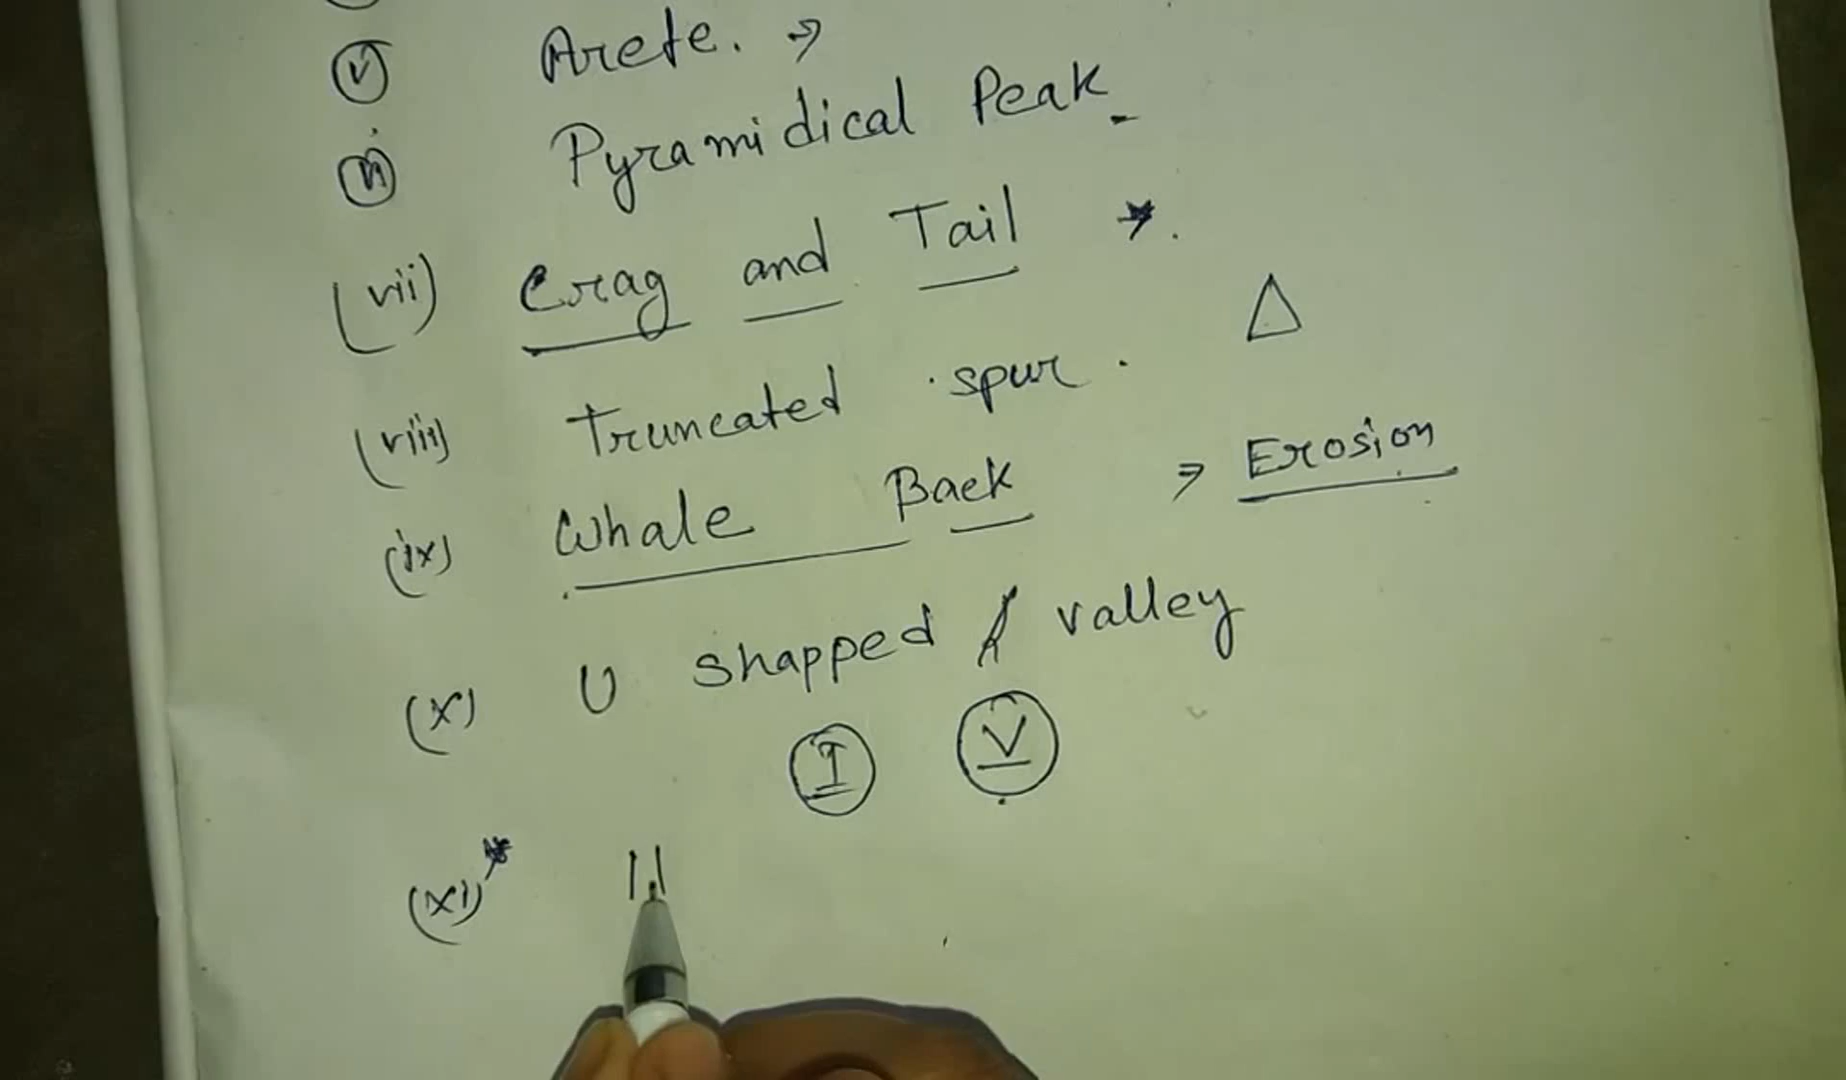 (v) Arete. →
(vi) Pyramidical Peak
(vii) Crag and Tail →
(viii) Truncated spur. Δ
(ix) Whale Back → Erosion
(x) U shapped valley
I V
(xi)*